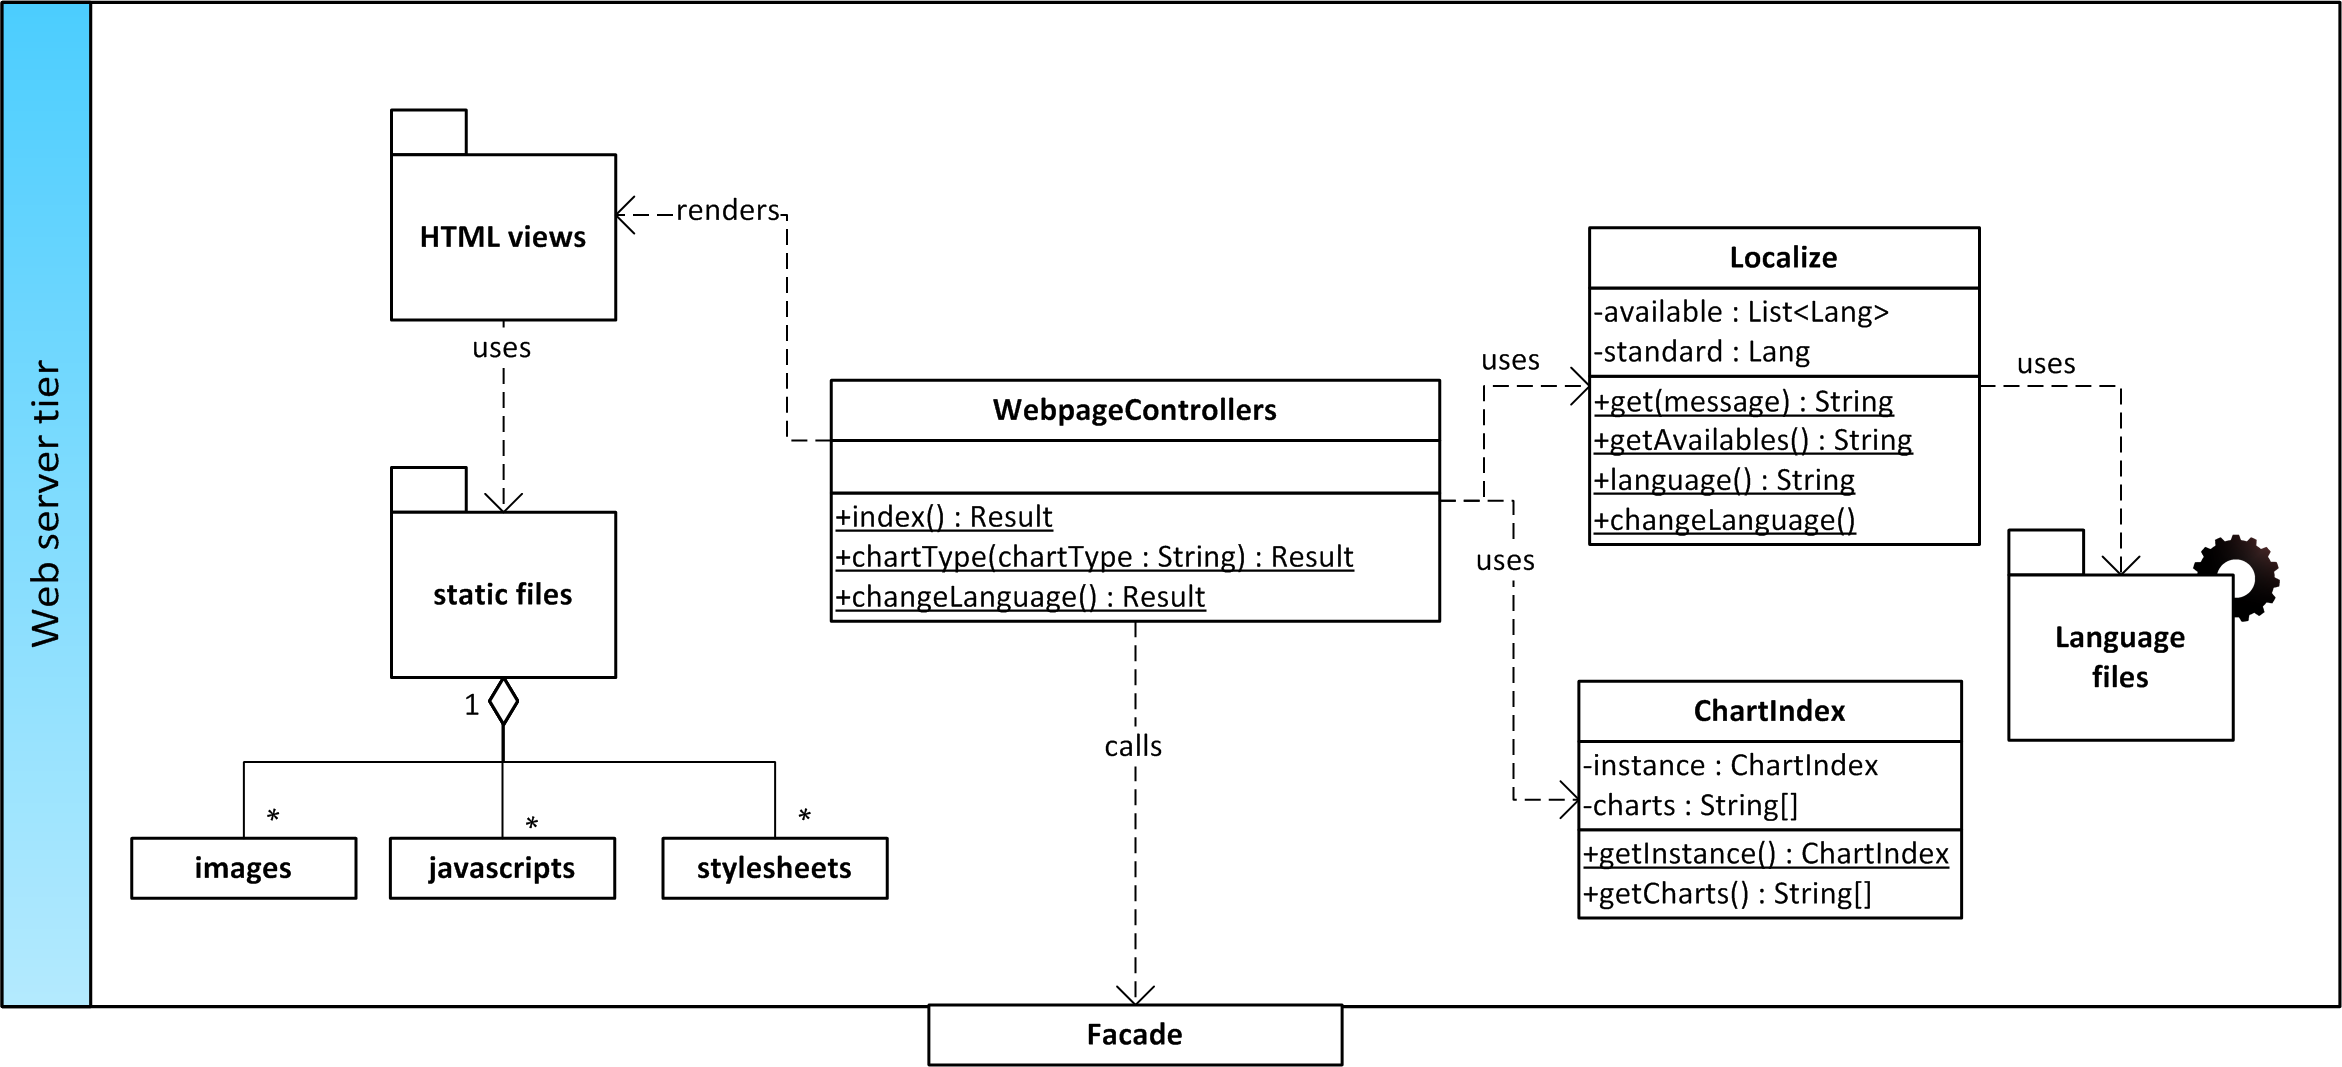 Web server tier
HTML views
renders
uses
static files
1
*
*
*
images
javascripts
stylesheets
WebpageControllers
+index() : Result
+chartType(chartType : String) : Result
+changeLanguage() : Result
calls
Facade
uses
uses
Localize
-available : List<Lang>
-standard : Lang
+get(message) : String
+getAvailables() : String
+language() : String
+changeLanguage()
uses
Language
files
ChartIndex
-instance : ChartIndex
-charts : String[]
+getInstance() : ChartIndex
+getCharts() : String[]